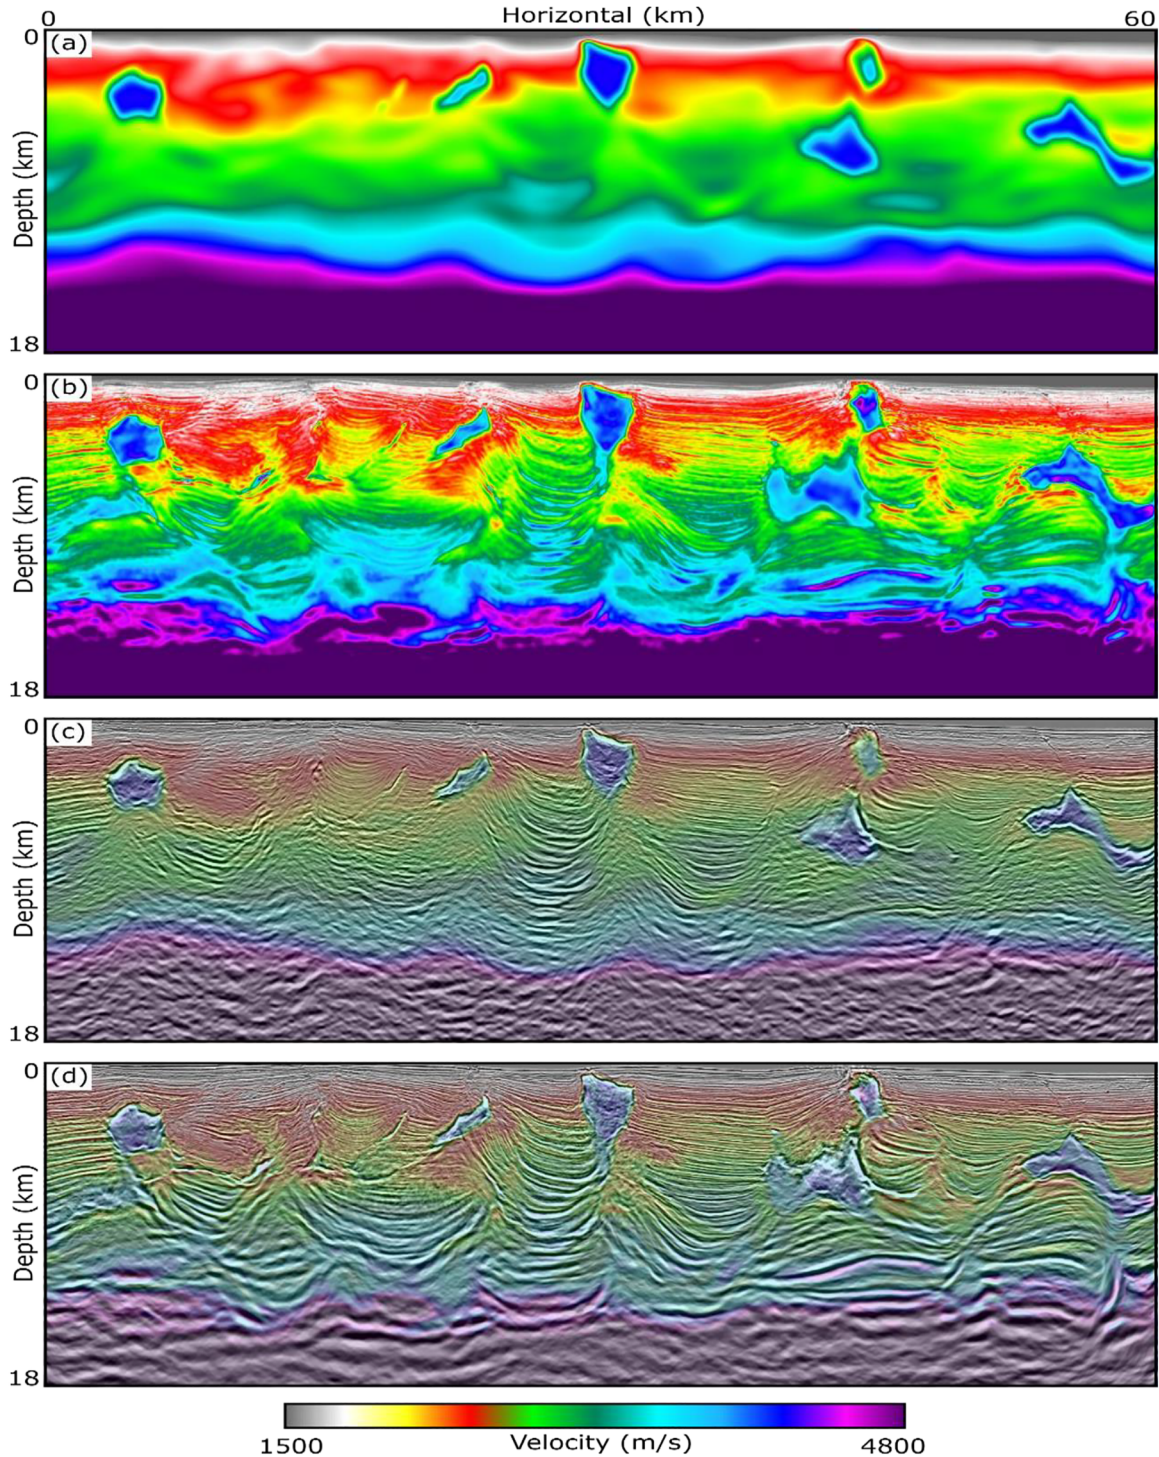 0 Horizontal (km) 60
0
(a)
Depth (km)
18
0
(b)
Depth (km)
18
0
(c)
Depth (km)
18
0
(d)
Depth (km)
18
1500 Velocity (m/s) 4800